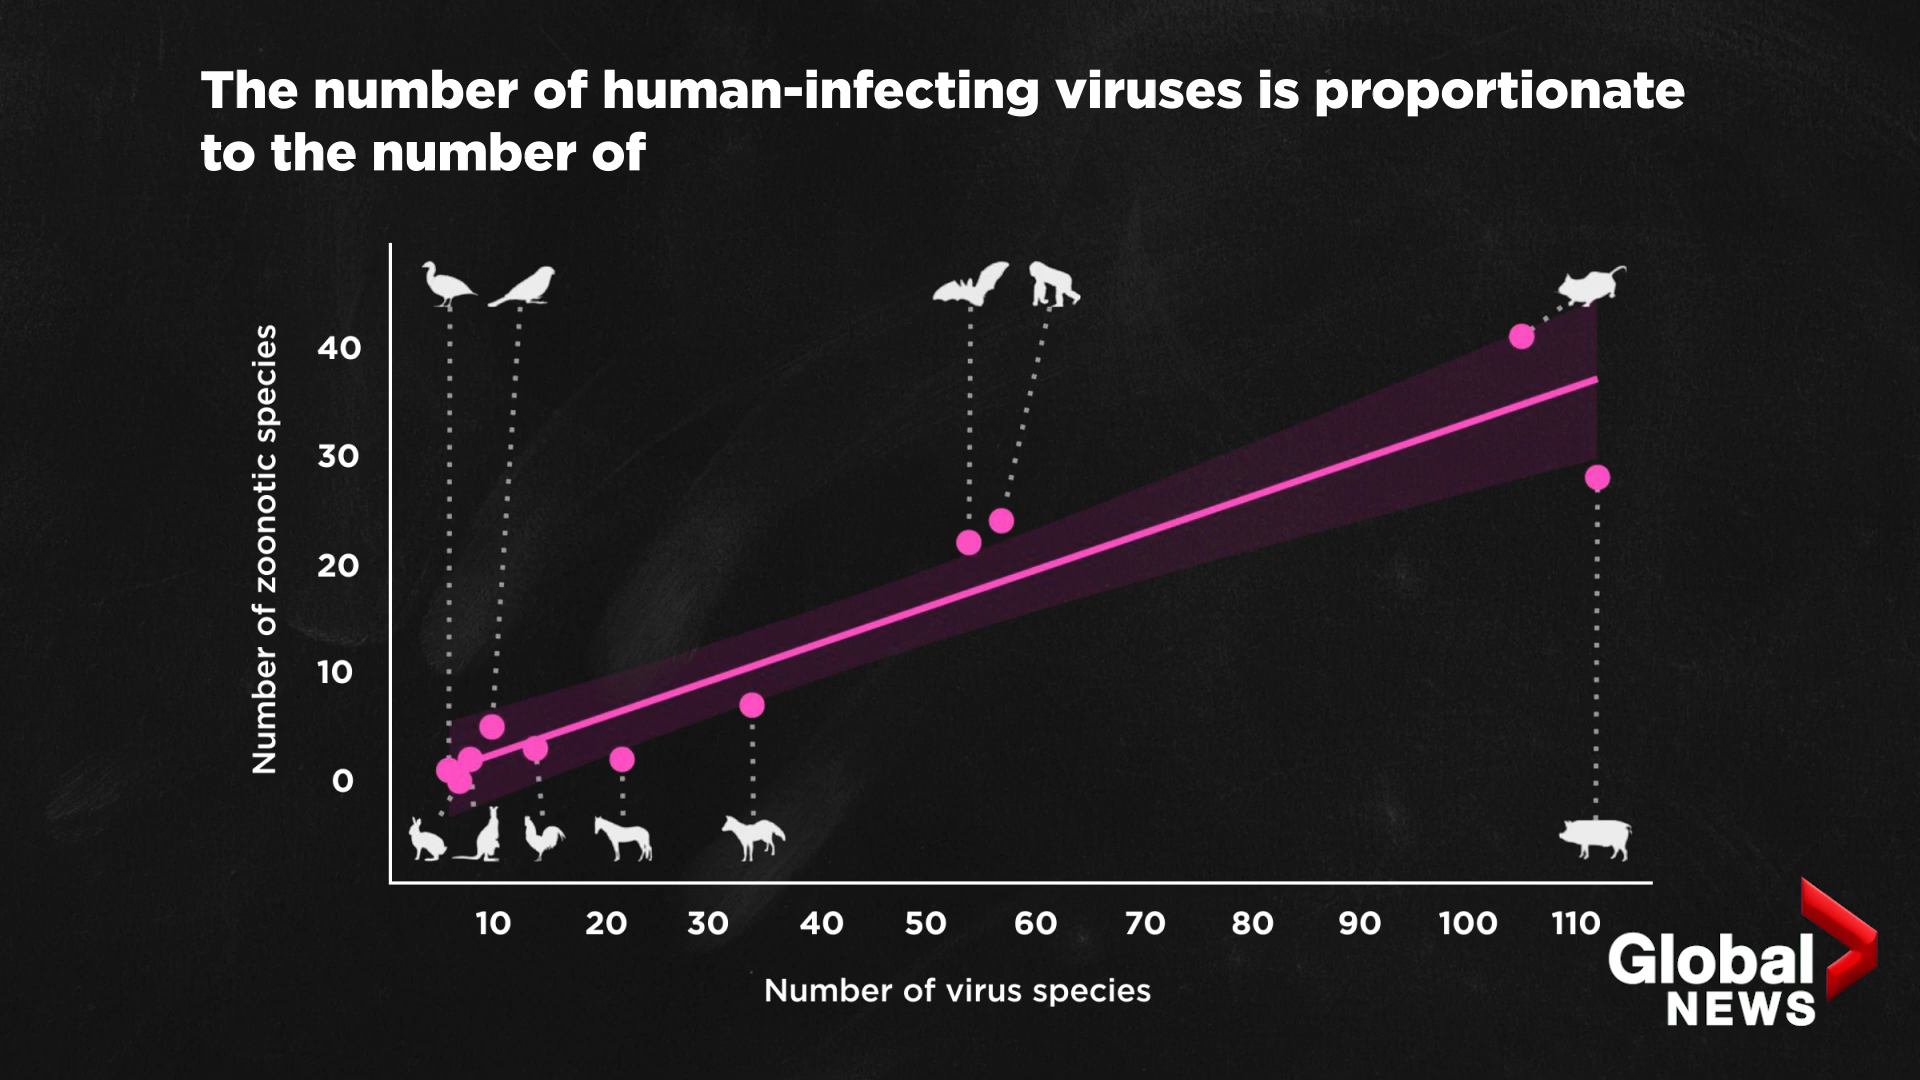 The number of human-infecting viruses is proportionate
to the number of
Number of zoonotic species
40
30
20
10
0
10 20 30 40 50 60 70 80 90 100 110
Number of virus species
Global
NEWS